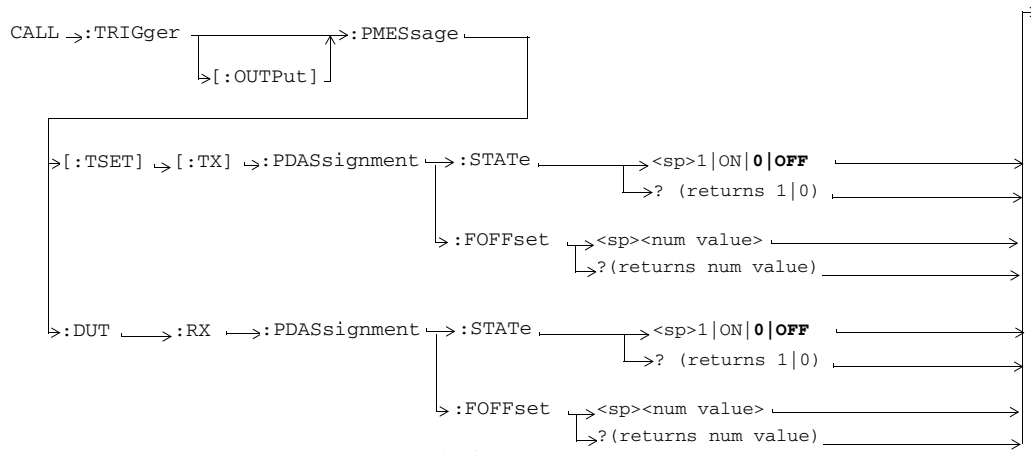 CALL :TRIGger :PMESsage
[:OUTPut]
[:TSET] [:TX] :PDASsignment :STATe <sp>1|ON|0|OFF
? (returns 1|0)
:FOFFset <sp><num value>
?(returns num value)
:DUT :RX :PDASsignment :STATe <sp>1|ON|0|OFF
? (returns 1|0)
:FOFFset <sp><num value>
?(returns num value)